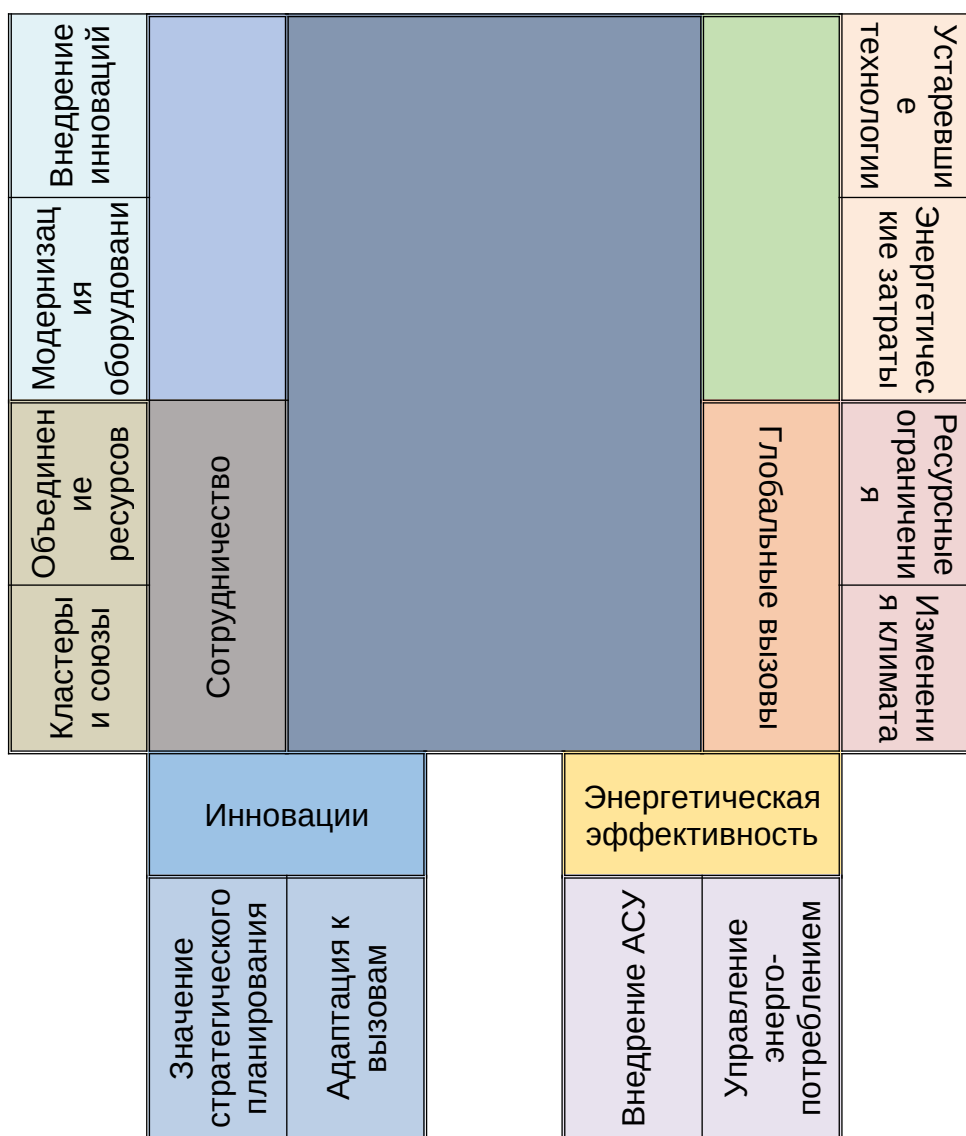 Внедрение
инноваций
Модернизац
ия
оборудовани
Объединен
ие
ресурсов
Кластеры
и союзы
Сотрудничество
Глобальные вызовы
Устаревши
е
технологии
Энергетичес
кие затраты
Ресурсные
ограничени
я
Изменени
я климата
Инновации
Энергетическая
эффективность
Значение
стратегического
планирования
Адаптация к
вызовам
Внедрение АСУ
Управление
энерго-
потреблением